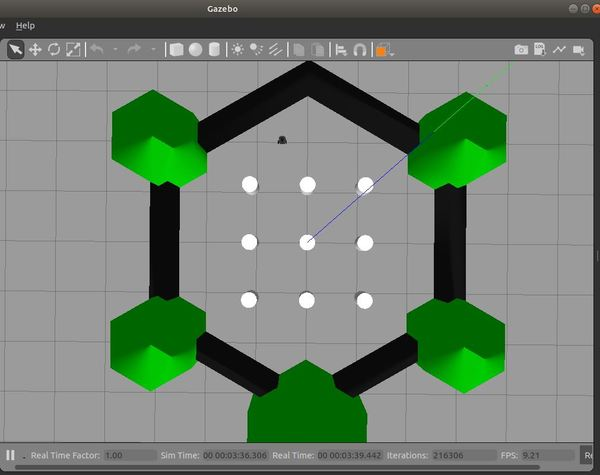 Gazebo
w Help
LOG
Real Time Factor: 1.00 Sim Time: 00 00:03:36.306 Real Time: 00 00:03:39.442 Iterations: 216306 FPS: 9.21 Re